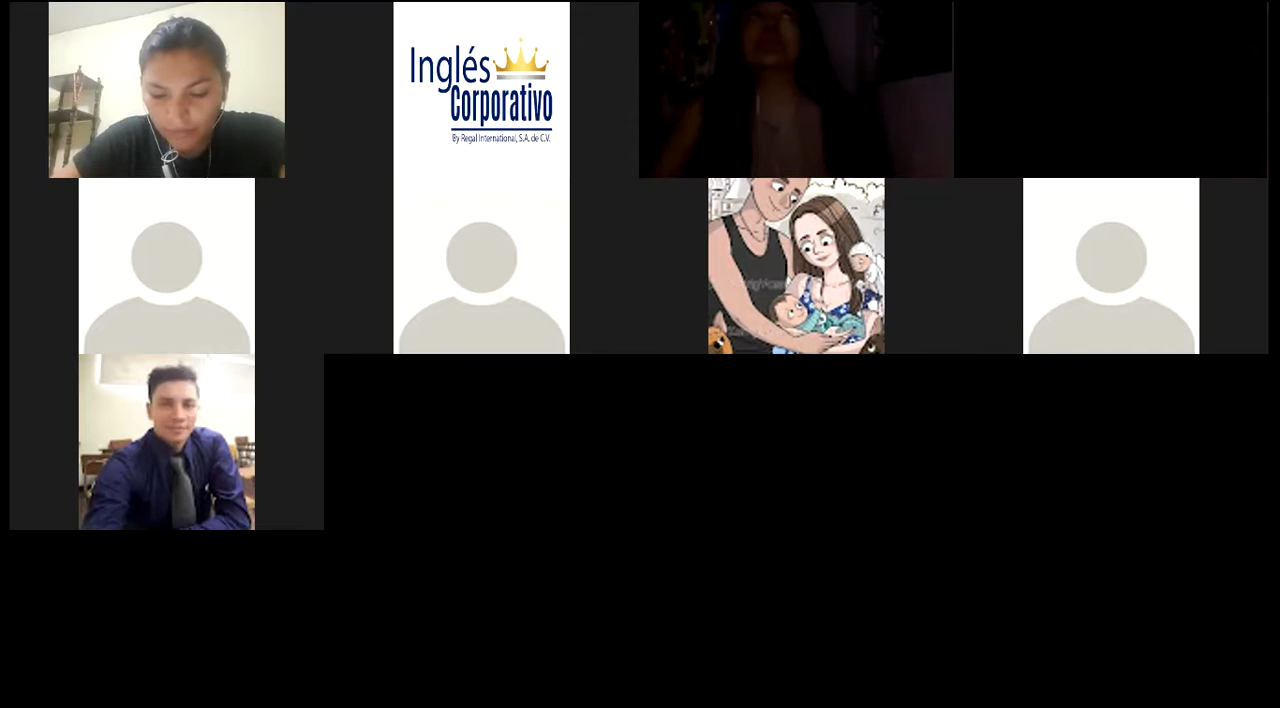 Inglés
Corporativo
By Regal International, S.A. de C.V.